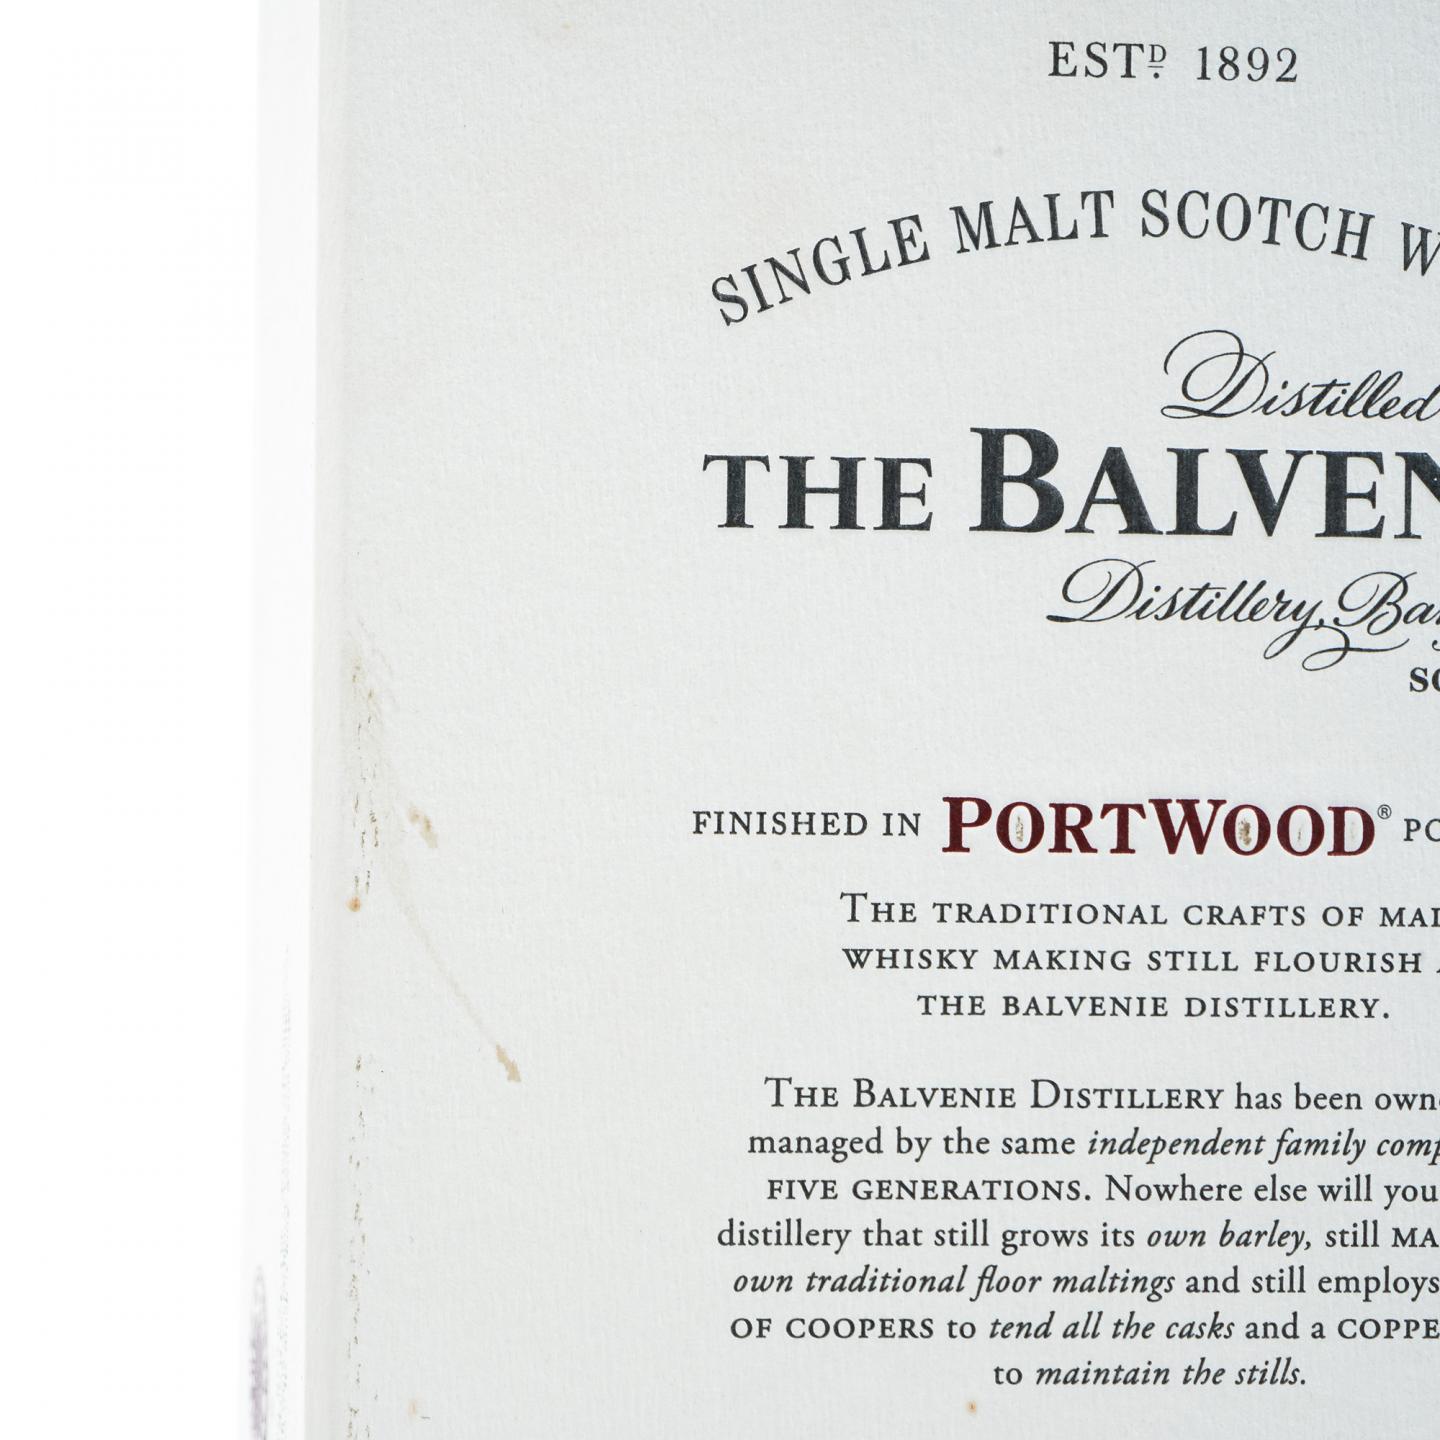 ESTD 1892
SINGLE MALT SCOTCH
Distilled
THE BALVEN
Distillery,
FINISHED IN PORTWOOD®
THE TRADITIONAL CRAFTS OF
WHISKY MAKING STILL FLOURISH
THE BALVENIE DISTILLERY.
THE BALVENIE DISTILLERY has been
managed by the same independent family
FIVE GENERATIONS. Nowhere else will you
distillery that still grows its own barley, still
own traditional floor maltings and still employs
OF COOPERS to tend all the casks and a
to maintain the stills.